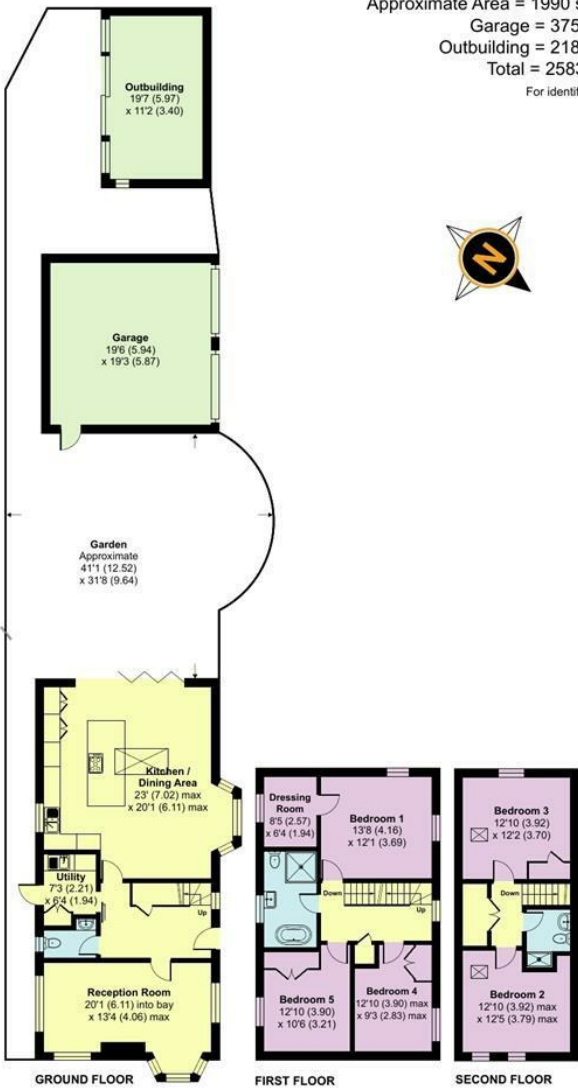 Approximate Area = 1990 s
Garage = 375
Outbuilding = 218
Total = 2583
For identif
Outbuilding
19'7 (5.97)
x 11'2 (3.40)
N
Garage
19'6 (5.94)
x 19'3 (5.87)
Garden
Approximate
41'1 (12.52)
x 31'8 (9.64)
Kitchen /
Dining Area
23' (7.02) max
x 20'1 (6.11) max
Utility
7'3 (2.21)
x 6'4 (1.94)
Up
Reception Room
20'1 (6.11) into bay
x 13'4 (4.06) max
GROUND FLOOR
Dressing
Room
8'5 (2.57)
x 6'4 (1.94)
Bedroom 1
13'8 (4.16)
x 12'1 (3.69)
Down
Up
Bedroom 5
12'10 (3.90)
x 10'6 (3.21)
Bedroom 4
12'10 (3.90) max
x 9'3 (2.83) max
FIRST FLOOR
Bedroom 3
12'10 (3.92)
x 12'2 (3.70)
Down
Bedroom 2
12'10 (3.92) max
x 12'5 (3.79) max
SECOND FLOOR